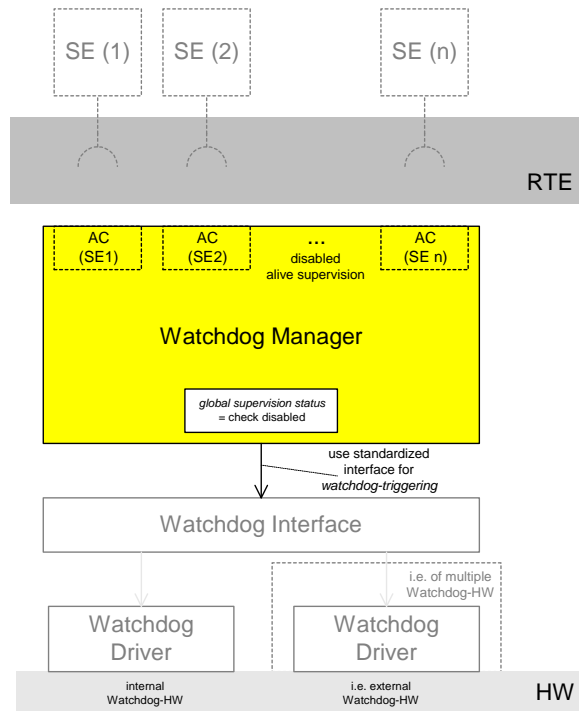 SE (1)
SE (2)
SE (n)
RTE
AC
(SE1)
AC
(SE2)
...
disabled
alive supervision
AC
(SE n)
Watchdog Manager
global supervision status
= check disabled
use standardized
interface for
watchdog-triggering
Watchdog Interface
i.e. of multiple
Watchdog-HW
Watchdog
Driver
Watchdog
Driver
internal
Watchdog-HW
i.e. external
Watchdog-HW
HW